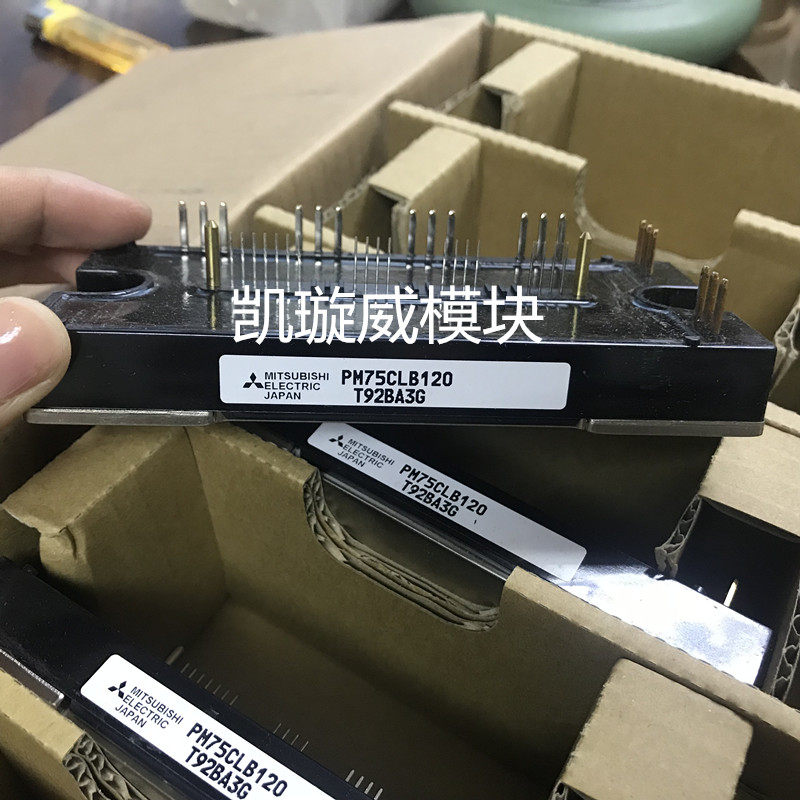 凯璇威模块
MITSUBISHI
ELECTRIC
JAPAN
PM75CLB120
T92BA3G
MITSUBISHI
ELECTRIC
JAPAN
PM75CLB120
T92BA3G
MITSUBISHI
ELECTRIC
JAPAN
PM75CLB120
T92BA3G